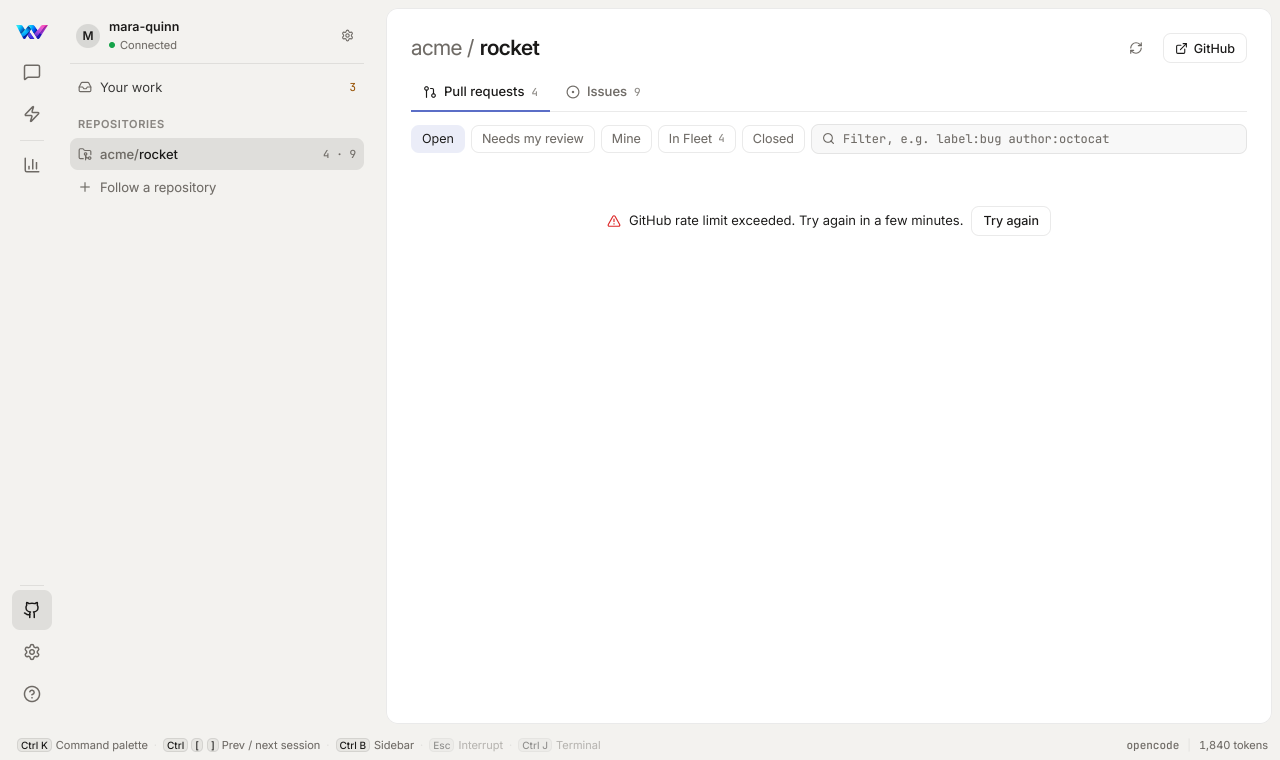 M
mara-quinn
Connected
Your work 3
REPOSITORIES
acme/rocket 4 · 9
Follow a repository
acme / rocket
GitHub
Pull requests 4
Issues 9
Open
Needs my review
Mine
In Fleet 4
Closed
Filter, e.g. label:bug author:octocat
GitHub rate limit exceeded. Try again in a few minutes.
Try again
Ctrl K Command palette · Ctrl [ ] Prev / next session · Ctrl B Sidebar · Esc Interrupt · Ctrl J Terminal
opencode
1,840 tokens